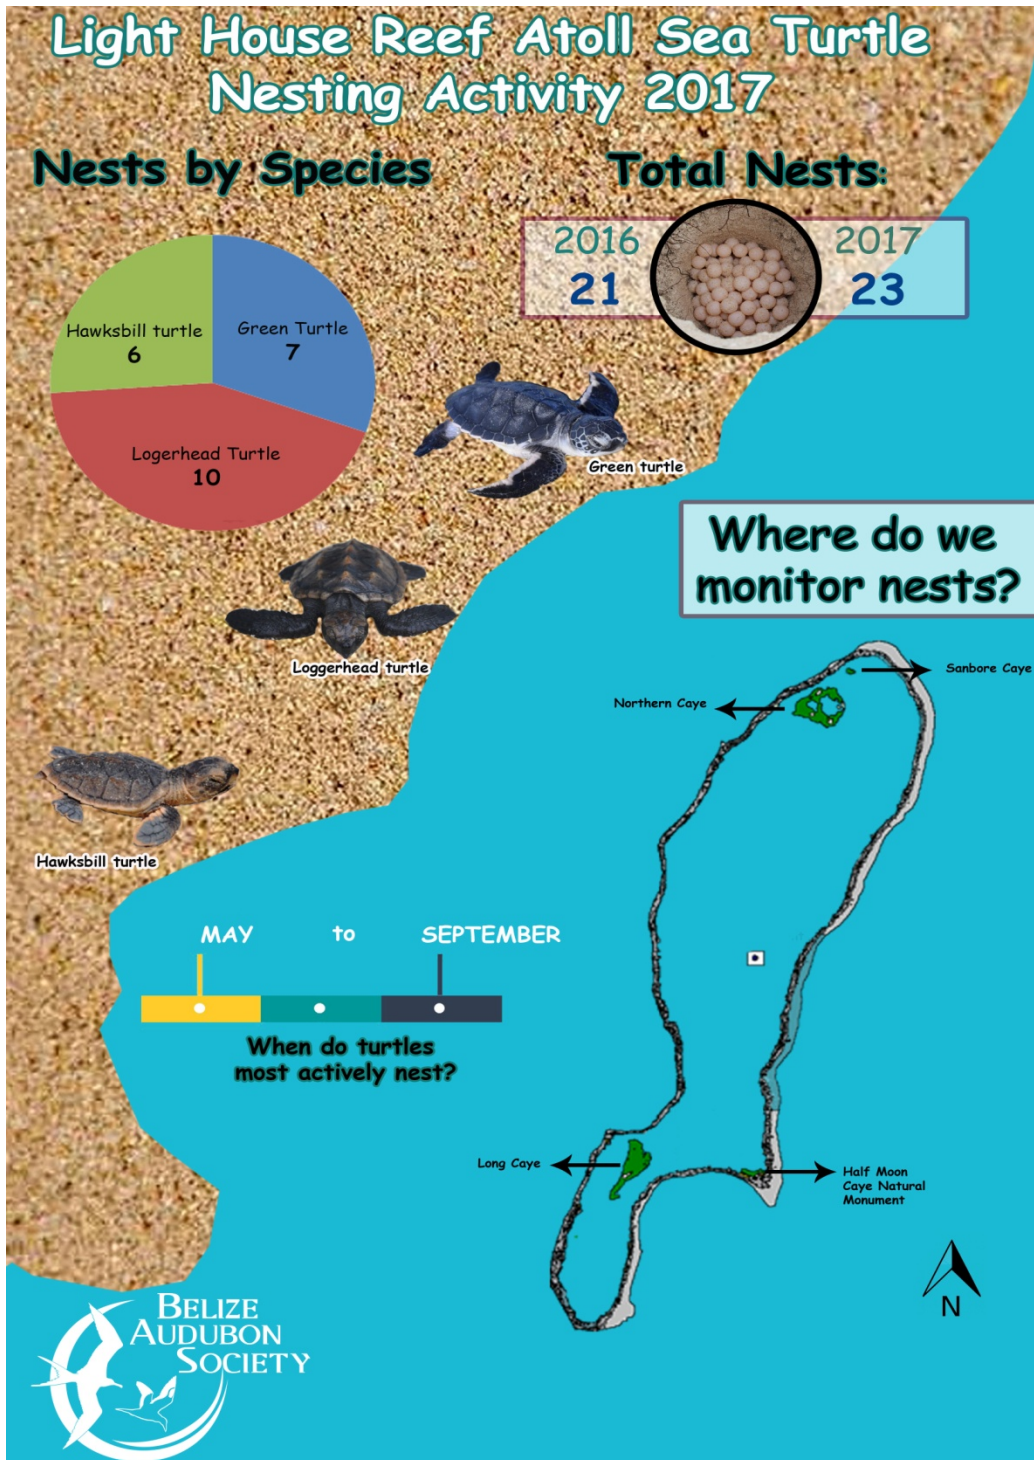 Light House Reef Atoll Sea Turtle
Nesting Activity 2017
Nests by Species
Hawksbill turtle
6
Green Turtle
7
Logerhead Turtle
10
Total Nests:
2016
21
2017
23
Green turtle
Loggerhead turtle
Hawksbill turtle
Where do we
monitor nests?
Sanbore Caye
Northern Caye
Long Caye
Half Moon
Caye Natural
Monument
N
MAY to SEPTEMBER
When do turtles
most actively nest?
BELIZE
AUDUBON
SOCIETY